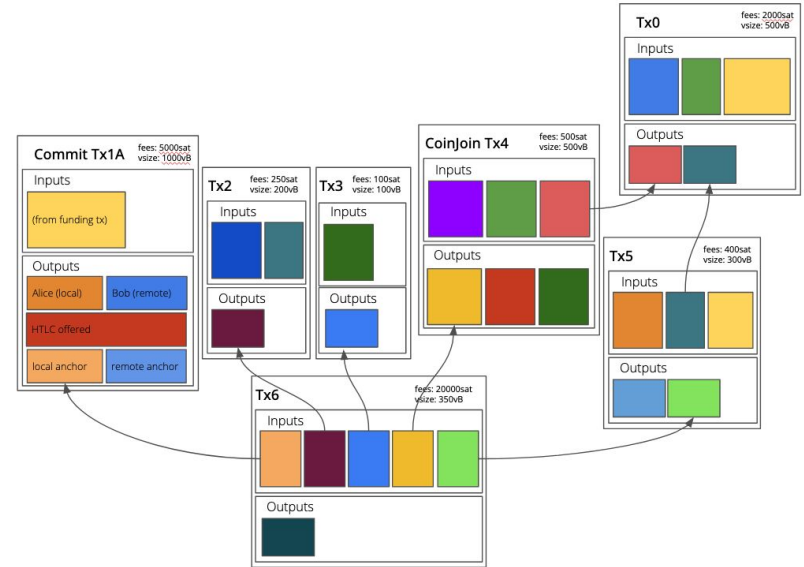 Tx0
fees: 2000sat
vsize: 500vB
Inputs
Outputs
Commit Tx1A
fees: 5000sat
vsize: 1000vB
Inputs
(from funding tx)
Outputs
Alice (local)
Bob (remote)
HTLC offered
local anchor
remote anchor
Tx2
fees: 250sat
vsize: 200vB
Inputs
Outputs
Tx3
fees: 100sat
vsize: 100vB
Inputs
Outputs
CoinJoin Tx4
fees: 500sat
vsize: 500vB
Inputs
Outputs
Tx5
fees: 400sat
vsize: 300vB
Inputs
Outputs
Tx6
fees: 20000sat
vsize: 350vB
Inputs
Outputs